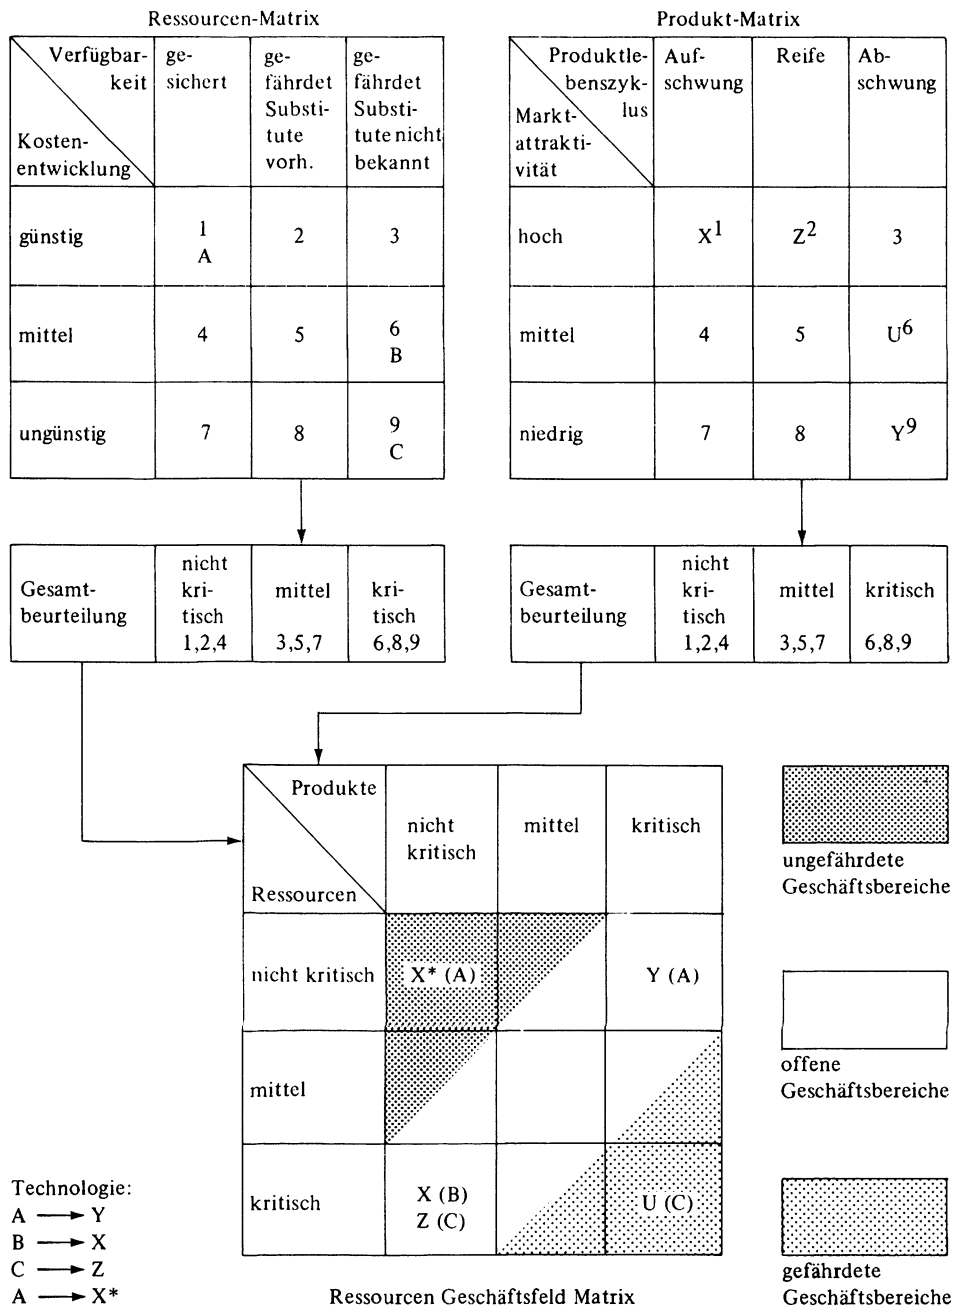 Ressourcen-Matrix
Verfügbar-
keit
Kosten-
entwicklung
ge-
sichert
ge-
fährdet
Substi-
tute
vorh.
ge-
fährdet
Substi-
tute nicht
bekannt
günstig
1
A
2
3
mittel
4
5
6
B
ungünstig
7
8
9
C
Produkt-Matrix
Produktle-
benszyk-
lus
Markt-
attrakti-
vität
Auf-
schwung
Reife
Ab-
schwung
hoch
X1
Z2
3
mittel
4
5
U6
niedrig
7
8
Y9
Gesamt-
beurteilung
nicht
kri-
tisch
1,2,4
mittel
3,5,7
kri-
tisch
6,8,9
Gesamt-
beurteilung
nicht
kri-
tisch
1,2,4
mittel
3,5,7
kritisch
6,8,9
Produkte
Ressourcen
nicht
kritisch
mittel
kritisch
nicht kritisch
X* (A)
Y (A)
mittel
kritisch
X (B)
Z (C)
U (C)
ungefährdete
Geschäftsbereiche
offene
Geschäftsbereiche
gefährdete
Geschäftsbereiche
Technologie:
A → Y
B → X
C → Z
A → X*
Ressourcen Geschäftsfeld Matrix